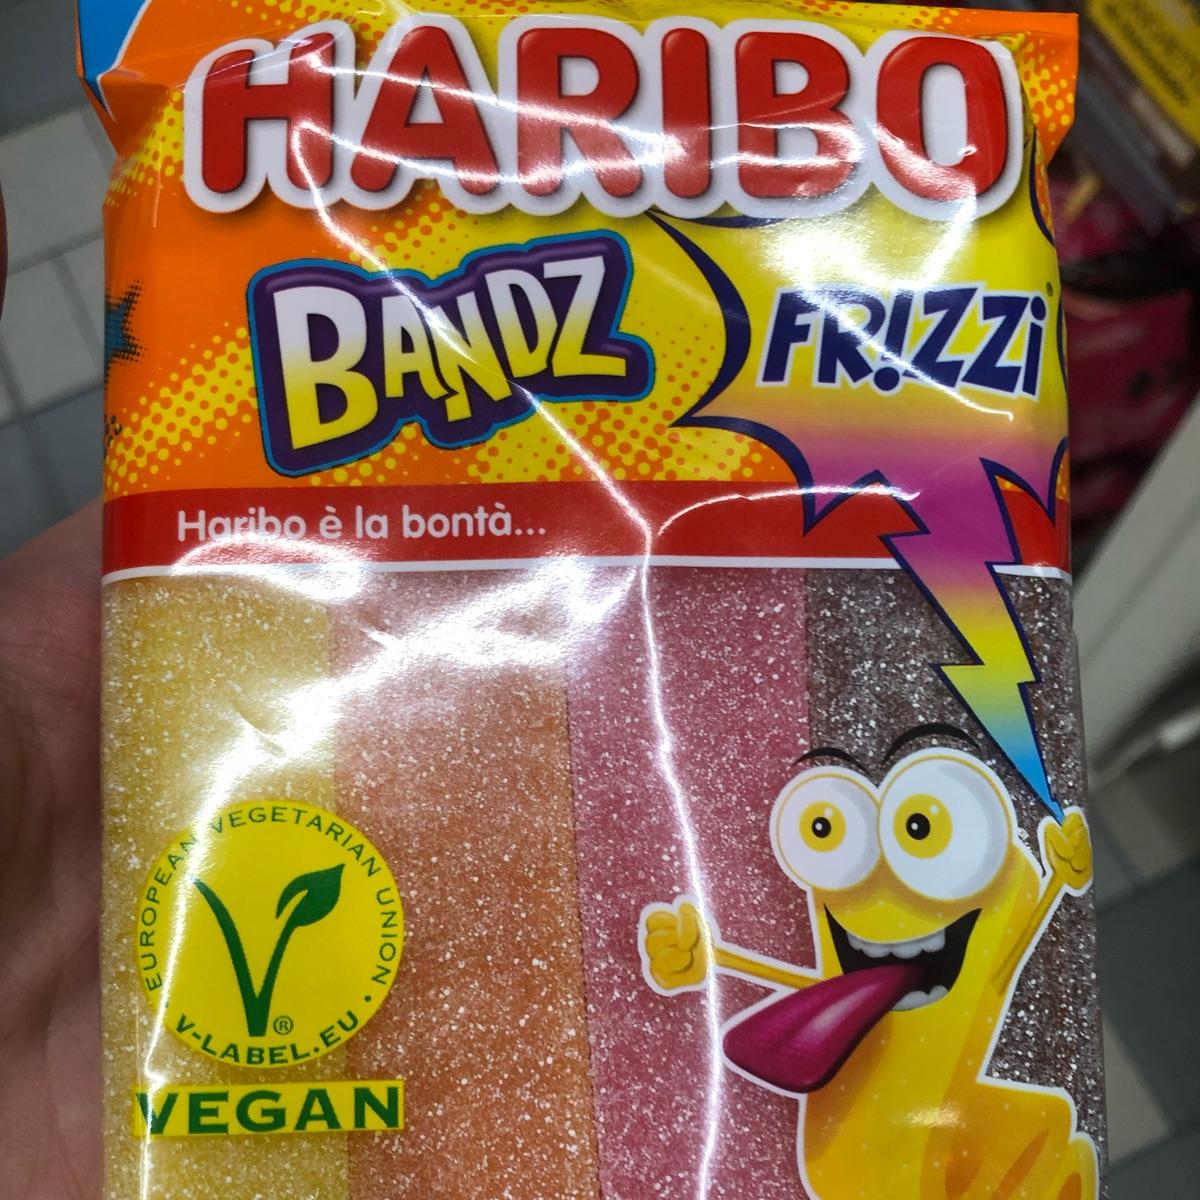 HARIBO
BANDZ
FR!ZZi
Haribo è la bontà...
EUROPEAN VEGETARIAN UNION •
V-LABEL.EU •
®
VEGAN